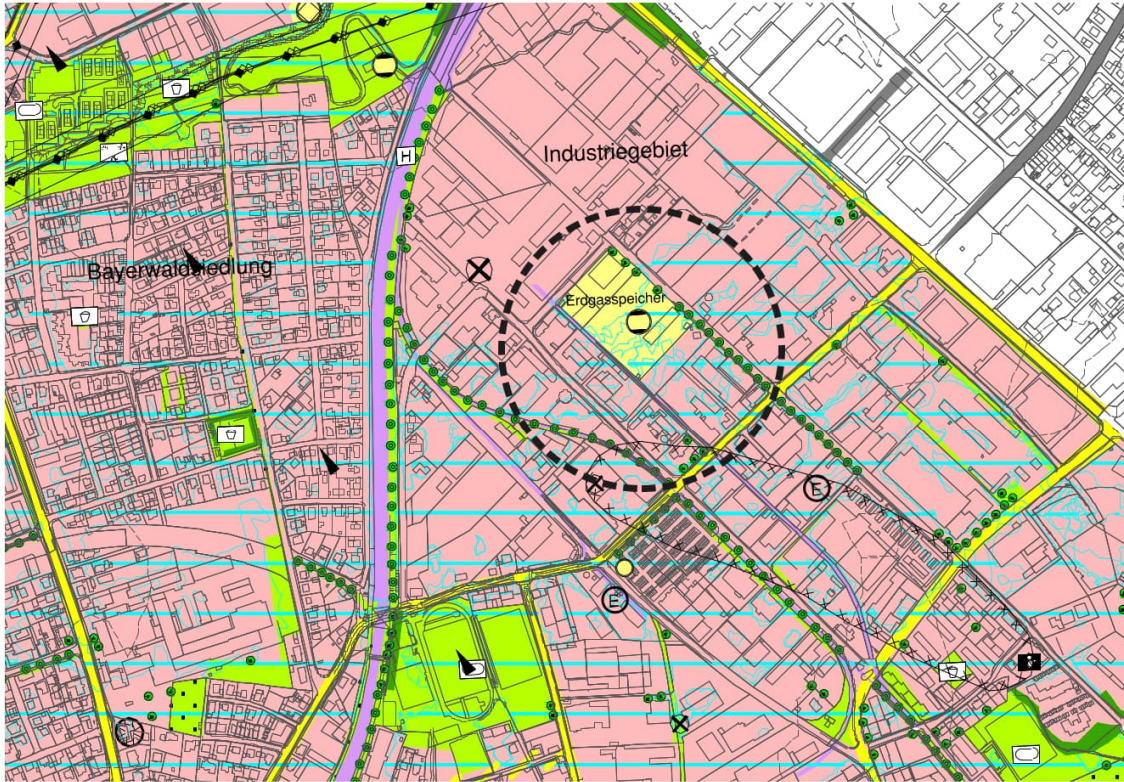 H
Industriegebiet
Bayerwaldsiedlung
Erdgasspeicher
E
E